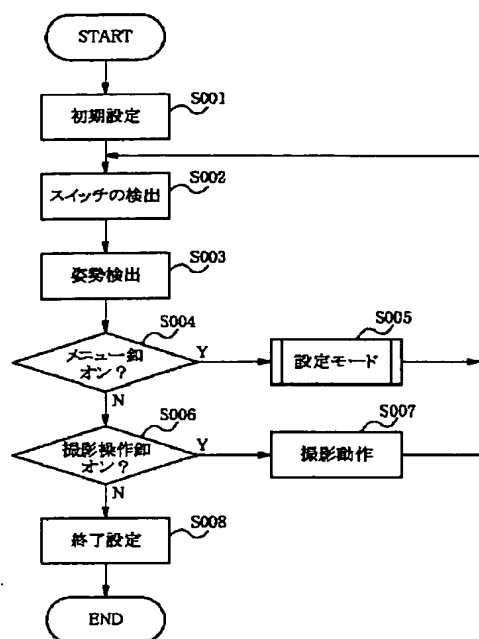 START
S001
初期設定
S002
スイッチの検出
S003
姿勢検出
S004
メニュー釦
オン？
Y
S005
設定モード
N
S006
撮影操作釦
オン？
Y
S007
撮影動作
N
S008
終了設定
END